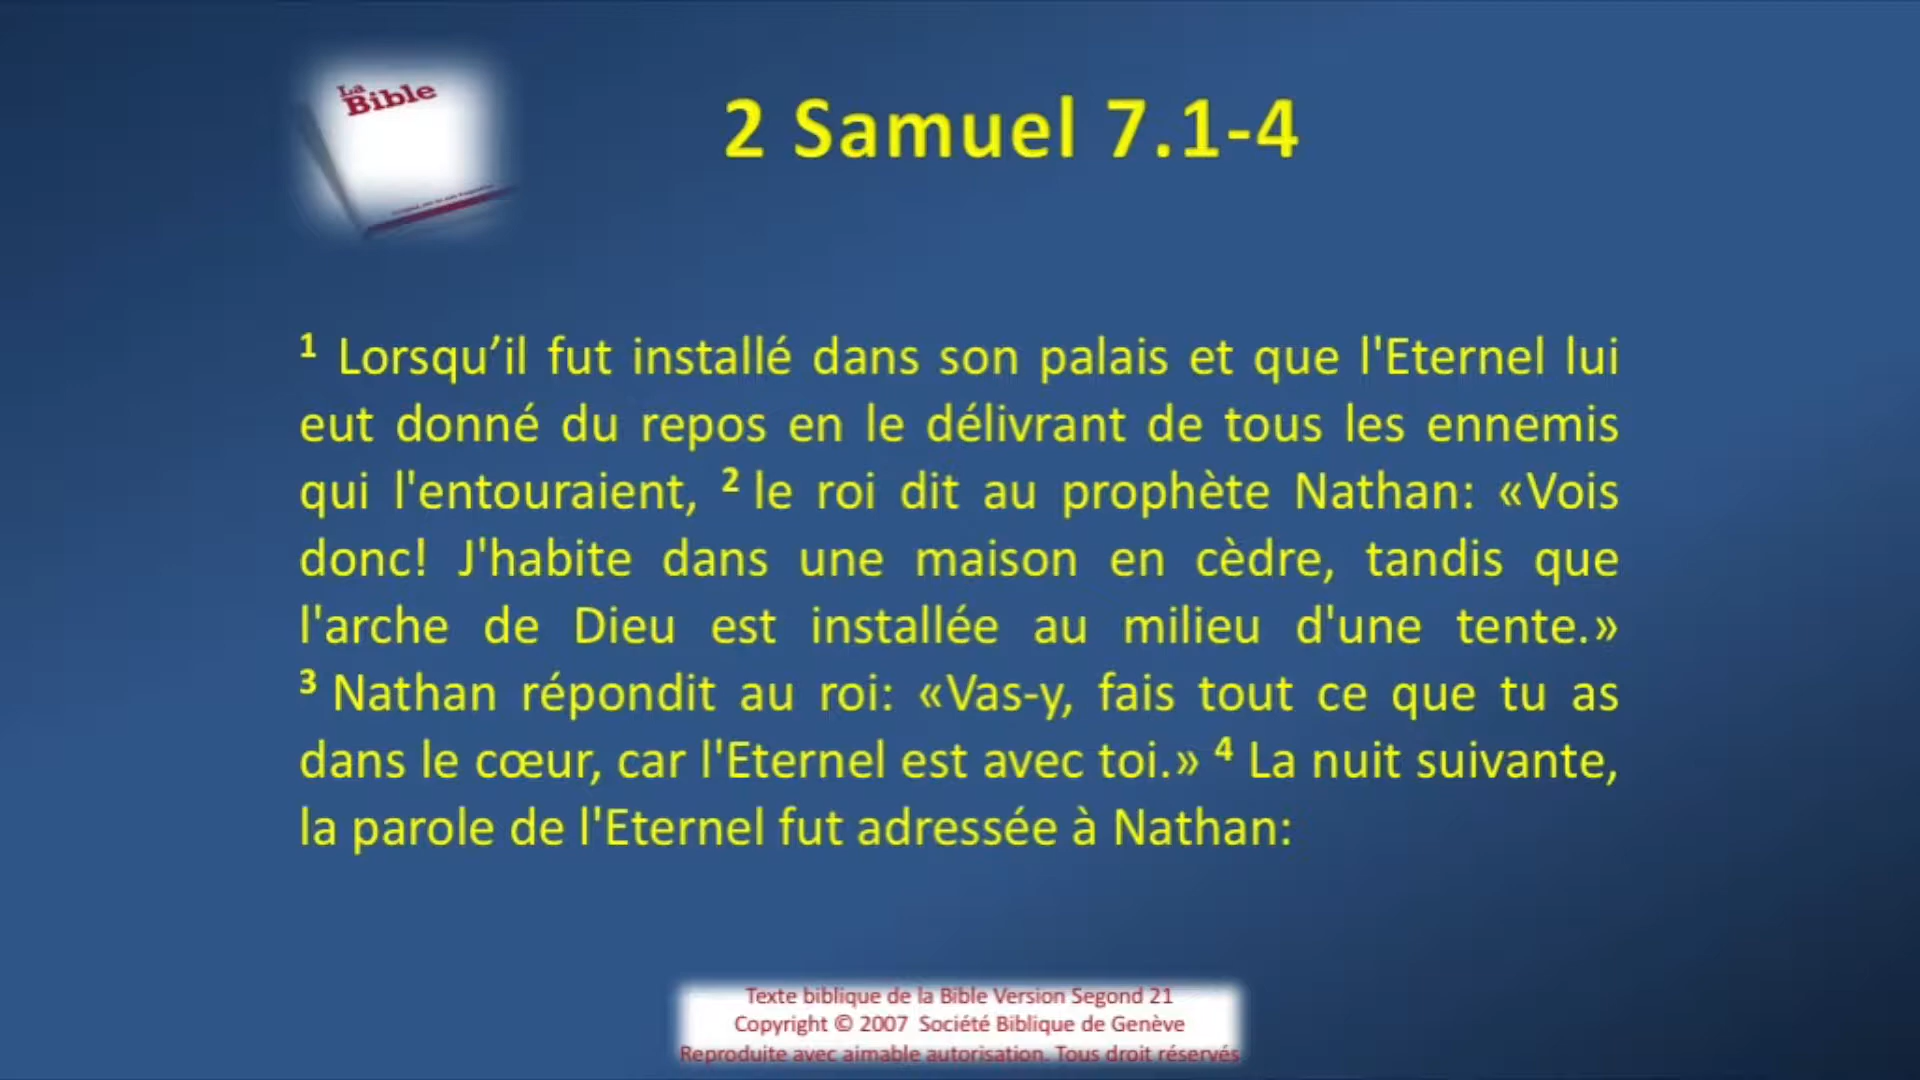 La
Bible
2 Samuel 7.1-4
1 Lorsqu’il fut installé dans son palais et que l'Eternel lui
eut donné du repos en le délivrant de tous les ennemis
qui l'entouraient, 2 le roi dit au prophète Nathan: «Vois
donc! J'habite dans une maison en cèdre, tandis que
l'arche de Dieu est installée au milieu d'une tente.»
3 Nathan répondit au roi: «Vas-y, fais tout ce que tu as
dans le cœur, car l'Eternel est avec toi.» 4 La nuit suivante,
la parole de l'Eternel fut adressée à Nathan:
Texte biblique de la Bible Version Segond 21
Copyright © 2007 Société Biblique de Genève
Reproduite avec aimable autorisation. Tous droit réservés